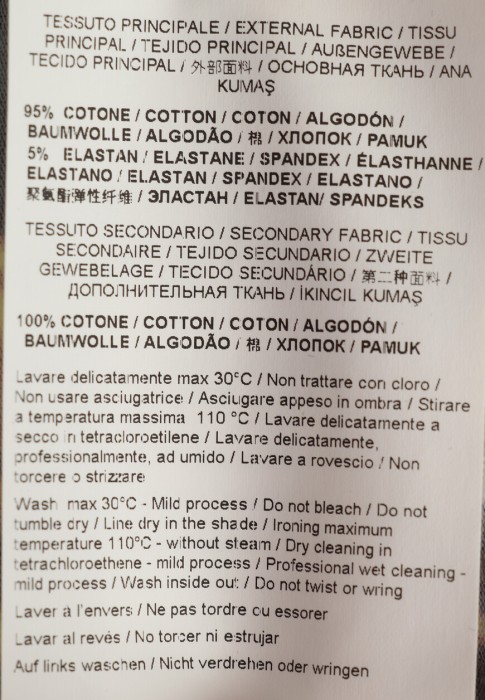 TESSUTO PRINCIPALE / EXTERNAL FABRIC / TISSU
PRINCIPAL / TEJIDO PRINCIPAL / AUßENGEWEBE /
TECIDO PRINCIPAL / 外部面料 / ОСНОВНАЯ ТКАНЬ / ANA
KUMAŞ
95% COTONE / COTTON / COTON / ALGODÓN /
BAUMWOLLE / ALGODÃO / 棉 / ХЛОПОК / PAMUK
5% ELASTAN / ELASTANE / SPANDEX / ÉLASTHANNE /
ELASTANO / ELASTAN / SPANDEX / ELASTANO /
聚氨酯弹性纤维 / ЭЛАСТАН / ELASTAN/ SPANDEKS
TESSUTO SECONDARIO / SECONDARY FABRIC / TISSU
SECONDAIRE / TEJIDO SECUNDARIO / ZWEITE
GEWEBELAGE / TECIDO SECUNDÁRIO / 第二种面料 /
ДОПОЛНИТЕЛЬНАЯ ТКАНЬ / İKINCIL KUMAŞ
100% COTONE / COTTON / COTON / ALGODÓN /
BAUMWOLLE / ALGODÃO / 棉 / ХЛОПОК / PAMUK
Lavare delicatamente max 30°C / Non trattare con cloro /
Non usare asciugatrice / Asciugare appeso in ombra / Stirare
a temperatura massima 110 °C / Lavare delicatamente a
secco in tetracloroetilene / Lavare delicatamente,
professionalmente, ad umido / Lavare a rovescio / Non
torcere o strizzare
Wash max 30°C - Mild process / Do not bleach / Do not
tumble dry / Line dry in the shade / Ironing maximum
temperature 110°C - without steam / Dry cleaning in
tetrachloroethene - mild process / Professional wet cleaning -
mild process / Wash inside out / Do not twist or wring
Laver à l'envers / Ne pas tordre ou essorer
Lavar al revés / No torcer ni estrujar
Auf links waschen / Nicht verdrehen oder wringen